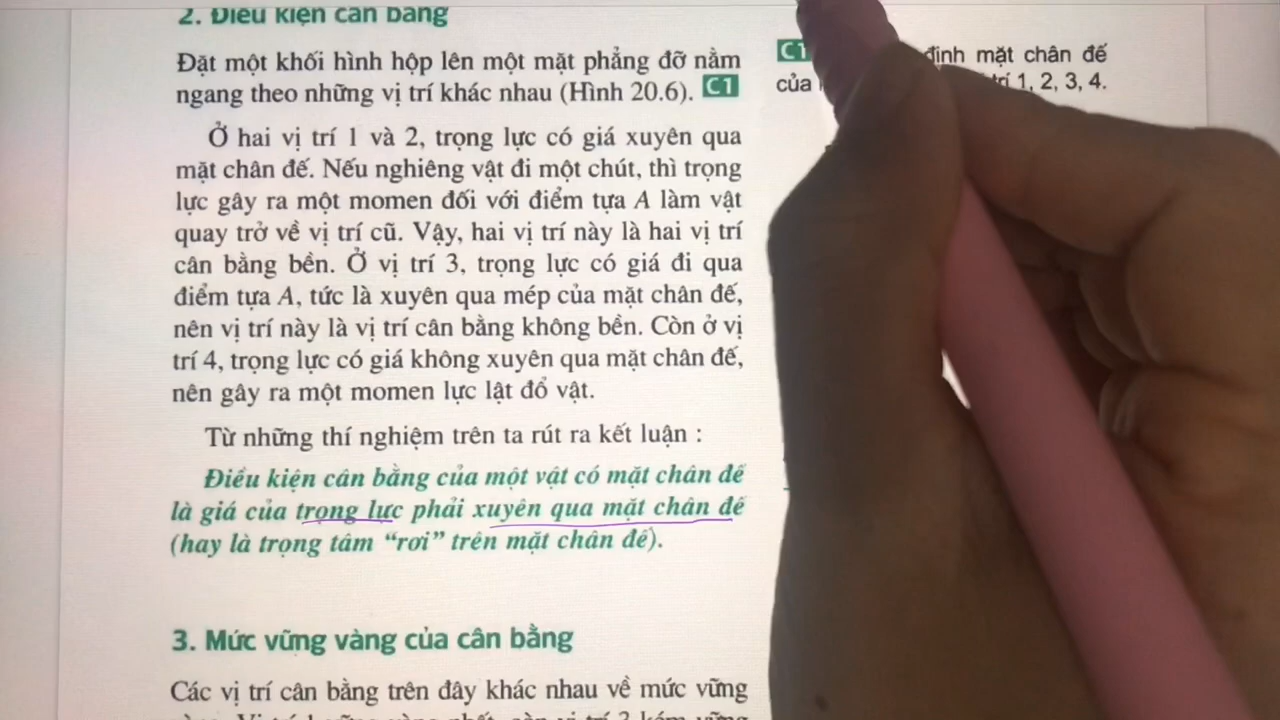 2. Điều kiện cân bằng
Đặt một khối hình hộp lên một mặt phẳng đỡ nằm
ngang theo những vị trí khác nhau (Hình 20.6). C1
Ở hai vị trí 1 và 2, trọng lực có giá xuyên qua
mặt chân đế. Nếu nghiêng vật đi một chút, thì trọng
lực gây ra một momen đối với điểm tựa A làm vật
quay trở về vị trí cũ. Vậy, hai vị trí này là hai vị trí
cân bằng bền. Ở vị trí 3, trọng lực có giá đi qua
điểm tựa A, tức là xuyên qua mép của mặt chân đế,
nên vị trí này là vị trí cân bằng không bền. Còn ở vị
trí 4, trọng lực có giá không xuyên qua mặt chân đế,
nên gây ra một momen lực lật đổ vật.
Từ những thí nghiệm trên ta rút ra kết luận :
Điều kiện cân bằng của một vật có mặt chân đế
là giá của trọng lực phải xuyên qua mặt chân đế
(hay là trọng tâm “rơi” trên mặt chân đế).
3. Mức vững vàng của cân bằng
Các vị trí cân bằng trên đây khác nhau về mức vững
C1 định mặt chân đế
của trí 1, 2, 3, 4.